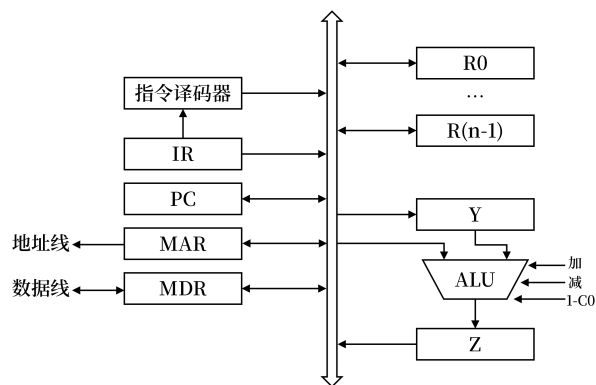 指令译码器
IR
PC
MAR
MDR
地址线
数据线
R0
...
R(n-1)
Y
ALU
加
减
1-C0
Z